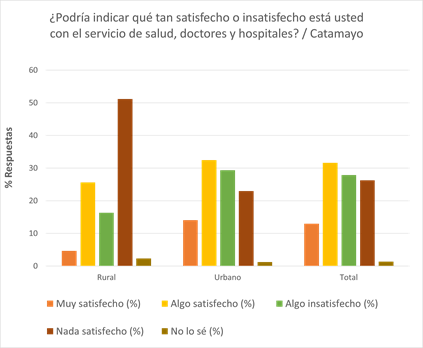 ¿Podría indicar qué tan satisfecho o insatisfecho está usted
con el servicio de salud, doctores y hospitales? / Catamayo
% Respuestas
60
50
40
30
20
10
0
Rural Urbano Total
Muy satisfecho (%) Algo satisfecho (%) Algo insatisfecho (%)
Nada satisfecho (%) No lo sé (%)